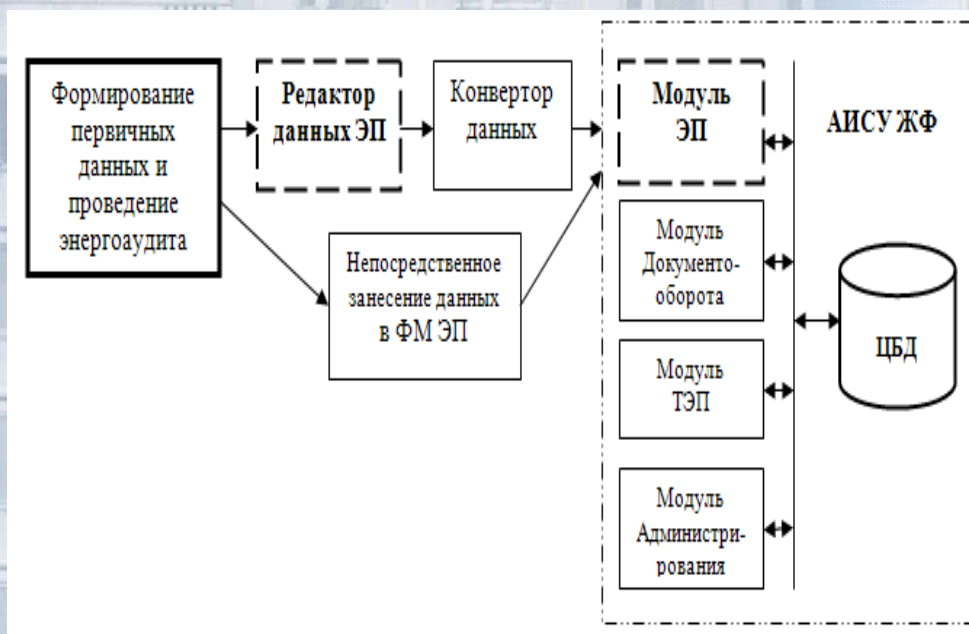 Формирование
первичных
данных и
проведение
энергоаудита
Редактор
данных ЭП
Конвертор
данных
Непосредственное
занесение данных
в ФМ ЭП
Модуль
ЭП
АИСУ ЖФ
Модуль
Документо-
оборота
ЦБД
Модуль
ТЭП
Модуль
Администри-
рования